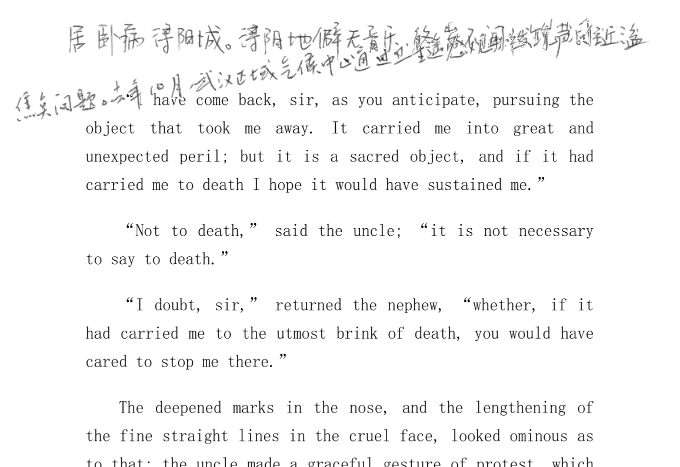 居卧病浔阳城。浔阳地僻无音乐
焦点问题。去年10月 武汉区域气候中心通过
have come back, sir, as you anticipate, pursuing the
object that took me away. It carried me into great and
unexpected peril; but it is a sacred object, and if it had
carried me to death I hope it would have sustained me.”
“Not to death,” said the uncle; “it is not necessary
to say to death.”
“I doubt, sir,” returned the nephew, “whether, if it
had carried me to the utmost brink of death, you would have
cared to stop me there.”
The deepened marks in the nose, and the lengthening of
the fine straight lines in the cruel face, looked ominous as
to that; the uncle made a graceful gesture of protest, which